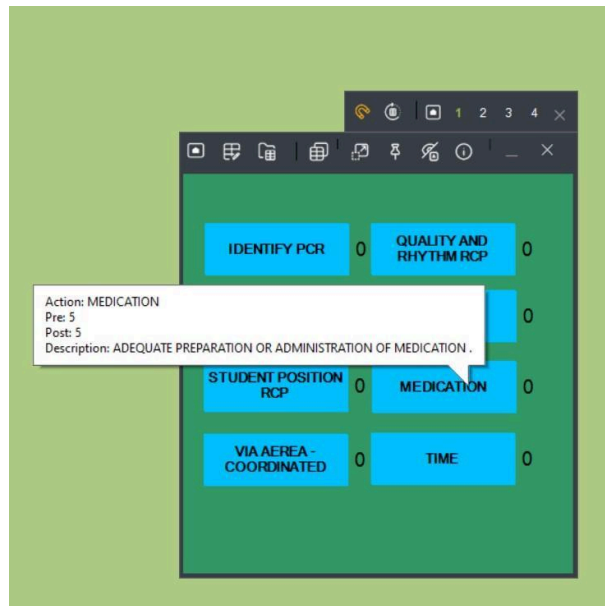 1 2 3 4
IDENTIFY PCR 0
QUALITY AND
RHYTHM RCP 0
Action: MEDICATION
Pre: 5
Post: 5
Description: ADEQUATE PREPARATION OR ADMINISTRATION OF MEDICATION .
0
STUDENT POSITION
RCP 0
MEDICATION 0
VIA AEREA -
COORDINATED 0
TIME 0